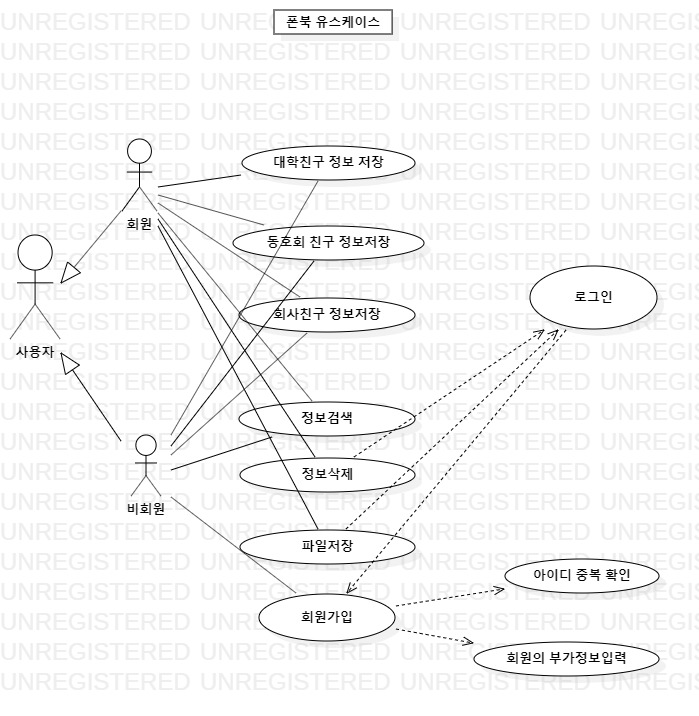 폰북 유스케이스
대학친구 정보 저장
회원
동호회 친구 정보저장
로그인
회사친구 정보저장
사용자
정보검색
정보삭제
비회원
파일저장
아이디 중복 확인
회원가입
회원의 부가정보입력
UNREGISTERED UNREGISTERED UNREGISTERED UNREGISTERED